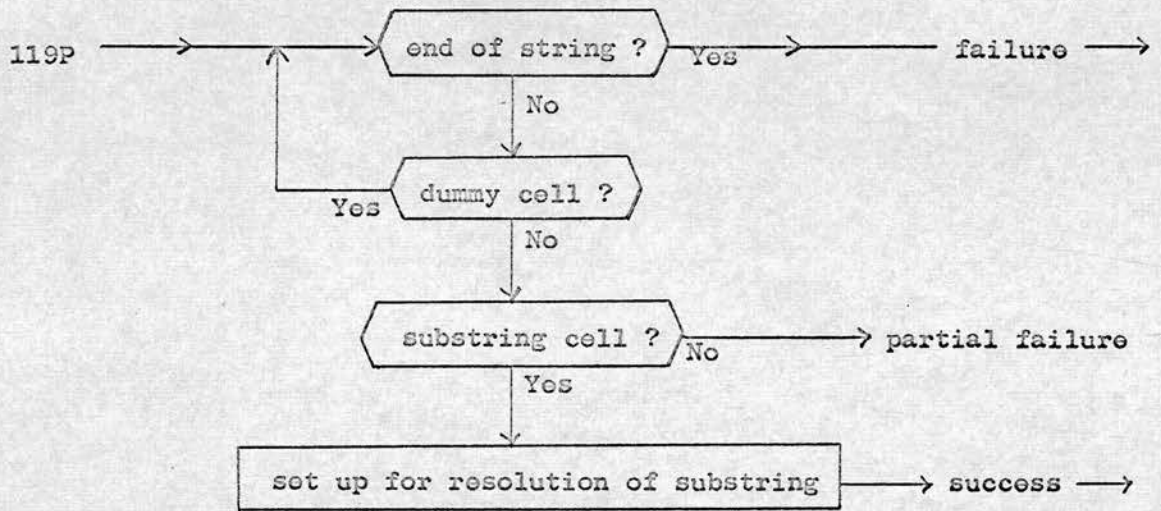 119P
end of string ?
Yes
failure
No
dummy cell ?
Yes
No
substring cell ?
No
partial failure
Yes
set up for resolution of substring
success